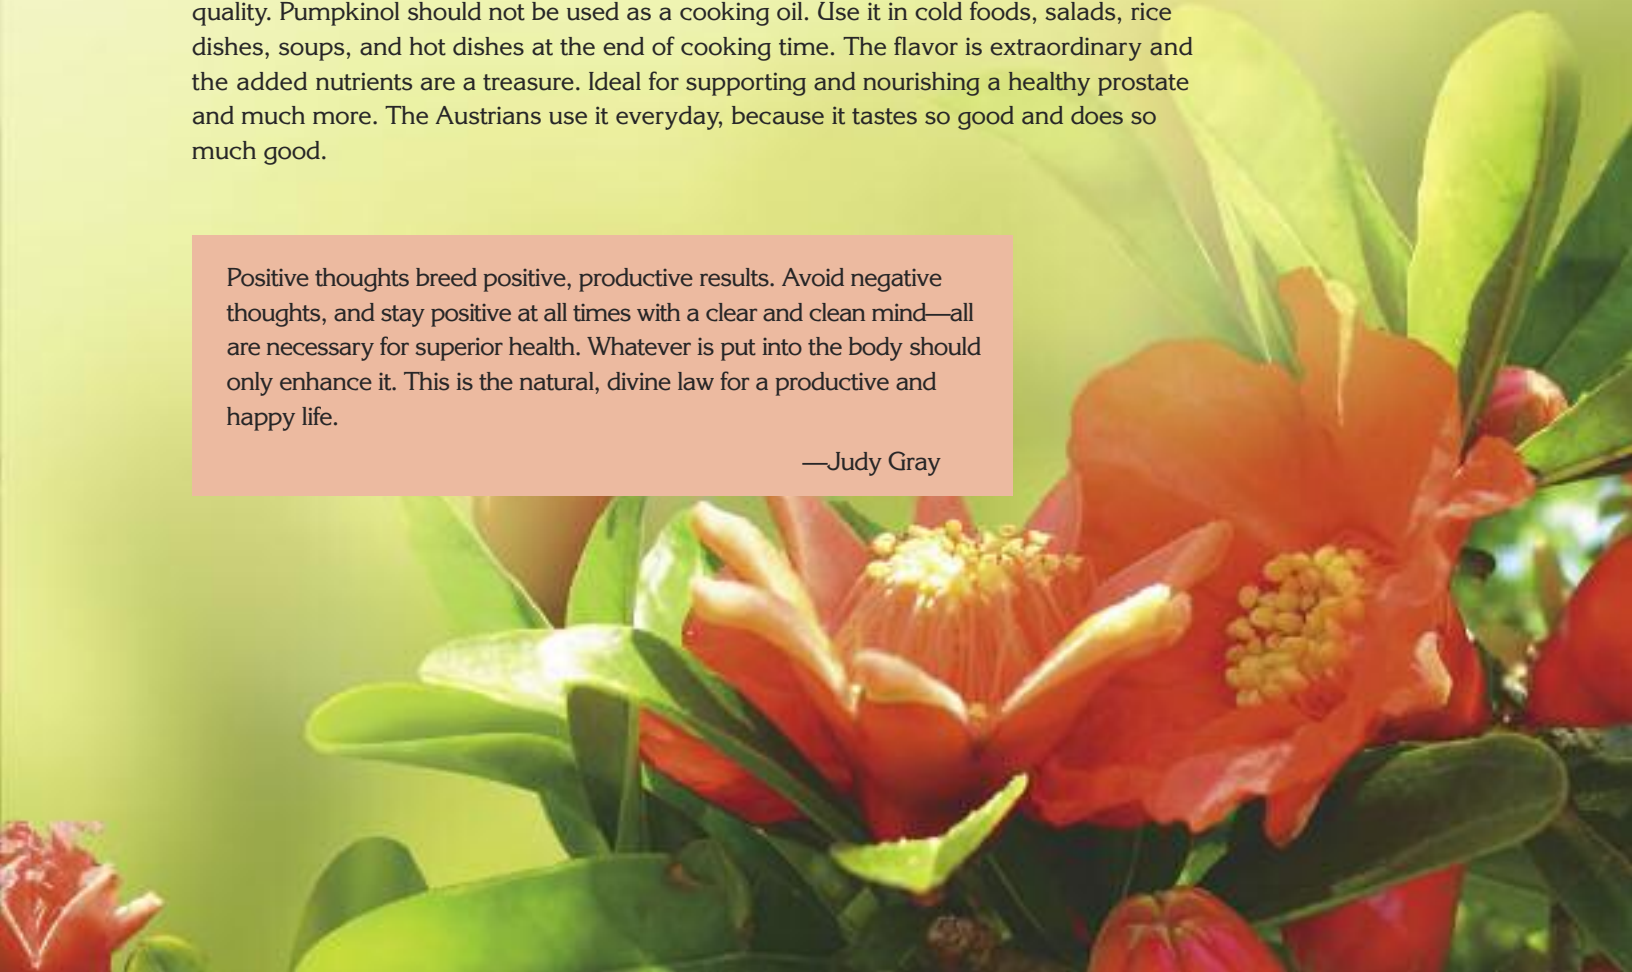 quality. Pumpkinol should not be used as a cooking oil. Use it in cold foods, salads, rice
dishes, soups, and hot dishes at the end of cooking time. The flavor is extraordinary and
the added nutrients are a treasure. Ideal for supporting and nourishing a healthy prostate
and much more. The Austrians use it everyday, because it tastes so good and does so
much good.
Positive thoughts breed positive, productive results. Avoid negative
thoughts, and stay positive at all times with a clear and clean mind—all
are necessary for superior health. Whatever is put into the body should
only enhance it. This is the natural, divine law for a productive and
happy life.
—Judy Gray